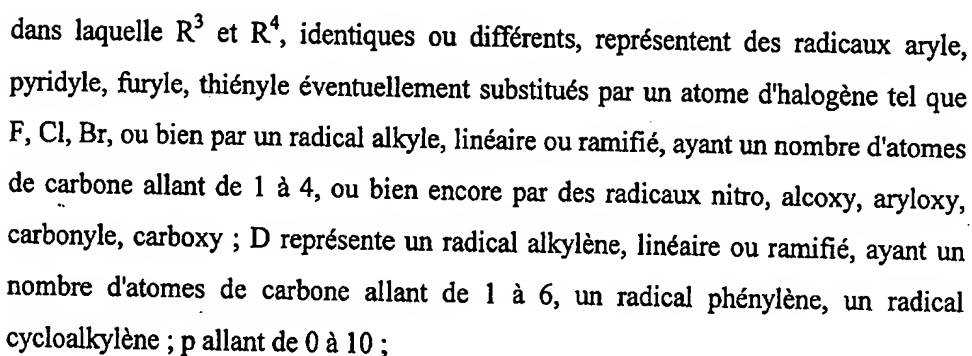 dans laquelle R³ et R⁴, identiques ou différents, représentent des radicaux aryle,
pyridyle, furyle, thiényle éventuellement substitués par un atome d'halogène tel que
F, Cl, Br, ou bien par un radical alkyle, linéaire ou ramifié, ayant un nombre d'atomes
de carbone allant de 1 à 4, ou bien encore par des radicaux nitro, alcoxy, aryloxy,
carbonyle, carboxy ; D représente un radical alkylène, linéaire ou ramifié, ayant un
nombre d'atomes de carbone allant de 1 à 6, un radical phénylène, un radical
cycloalkylène ; p allant de 0 à 10 ;